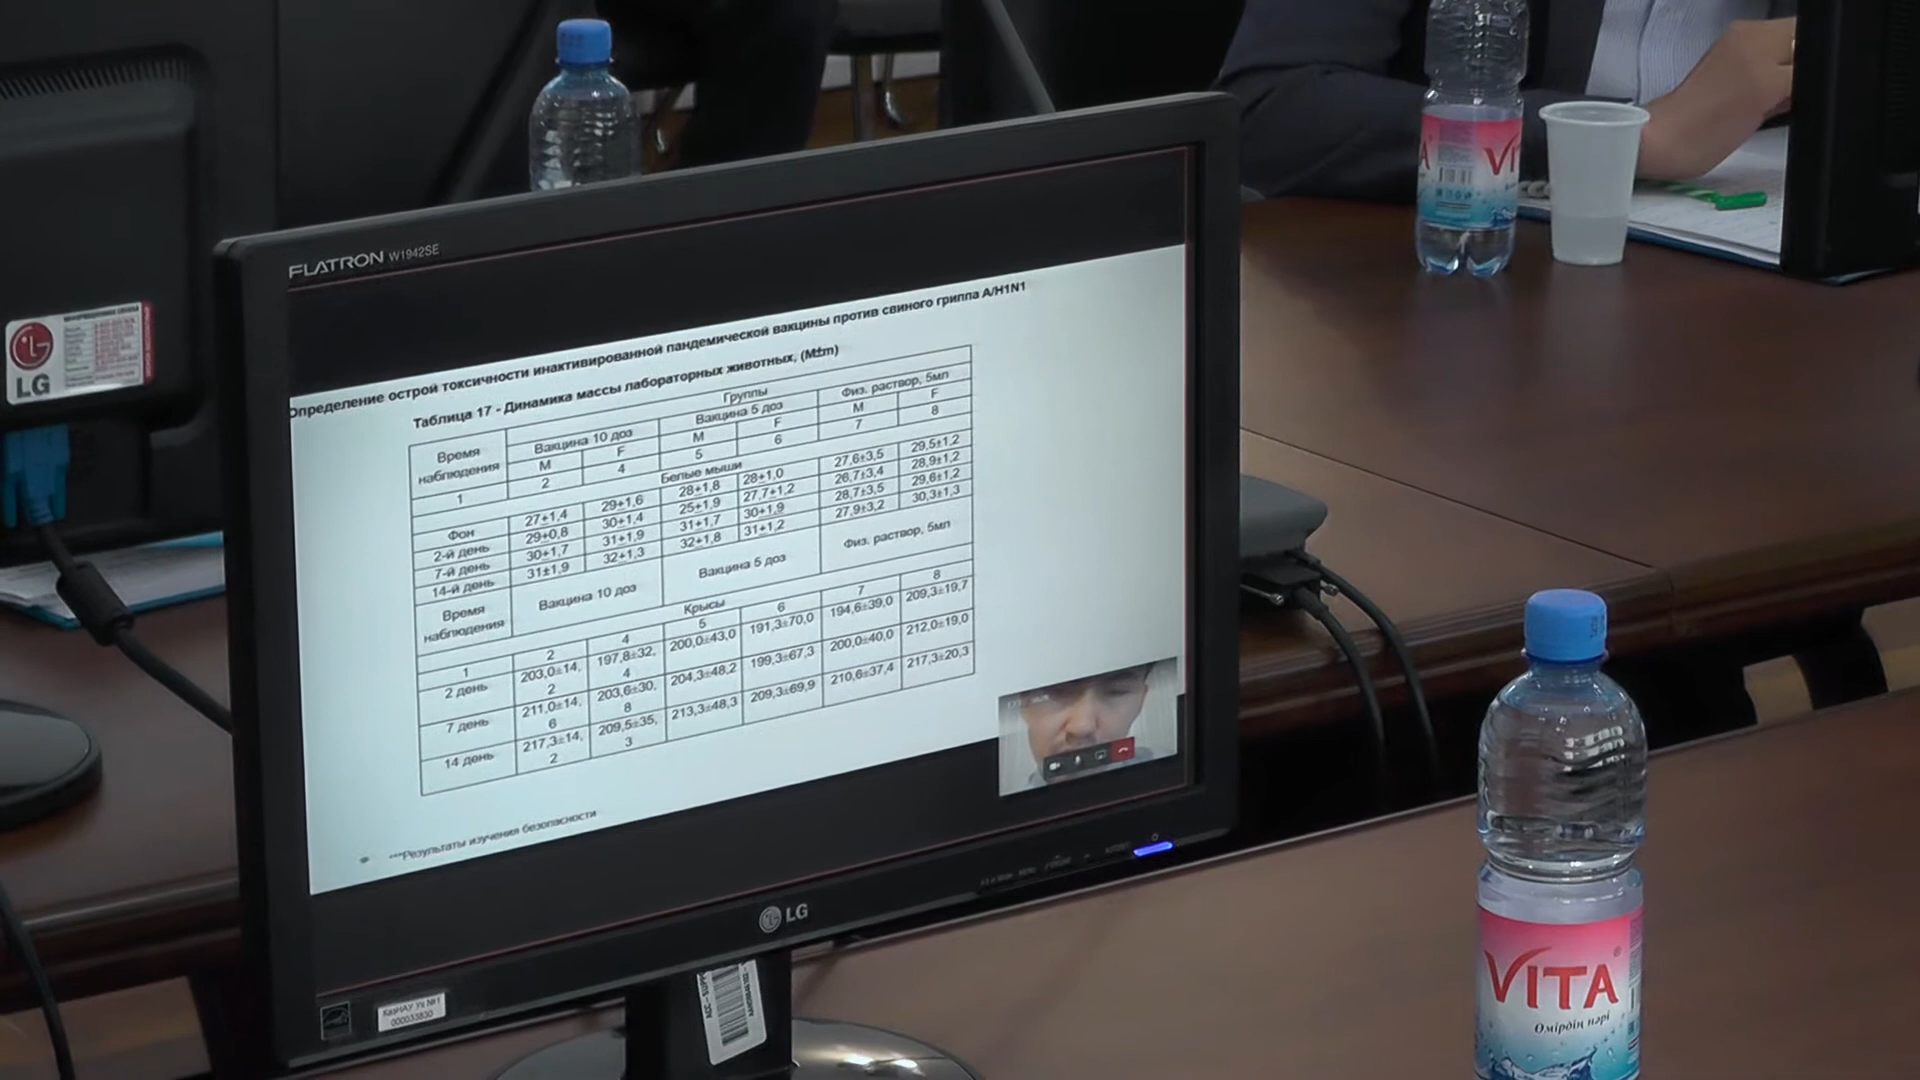 FLATRON W1942SE
LG
Определение острой токсичности инактивированной пандемической вакцины против свиного гриппа А/H1N1
Таблица 17 - Динамика массы лабораторных животных, (M±m)
Время наблюдения
Группы
Вакцина 10 доз Вакцина 5 доз Физ. раствор, 5мл
M F M F M F
1 2 4 5 6 7 8
Белые мыши
Фон 27+1,4 29+1,6 28+1,8 28+1,0 27,6±3,5 29,5±1,2
2-й день 29+0,8 30+1,4 25+1,9 27,7+1,2 26,7±3,4 28,9±1,2
7-й день 30+1,7 31+1,9 31+1,7 30+1,9 28,7±3,5 29,6±1,2
14-й день 31±1,9 32+1,3 32+1,8 31+1,2 27,9±3,2 30,3±1,3
Время наблюдения Вакцина 10 доз Вакцина 5 доз Физ. раствор, 5мл
Крысы
1 2 4 5 6 7 8
2 день 203,0±14,2 197,8±32,4 200,0±43,0 191,3±70,0 194,6±39,0 209,3±19,7
7 день 211,0±14,6 203,6±30,8 204,3±48,2 199,3±67,3 200,0±40,0 212,0±19,0
14 день 217,3±14,2 209,5±35,3 213,3±48,3 209,3±69,9 210,6±37,4 217,3±20,3
***Результаты изучения безопасности
LG
КазНАУ Уз №1
000033830
VITA
Өмірдің нәрі